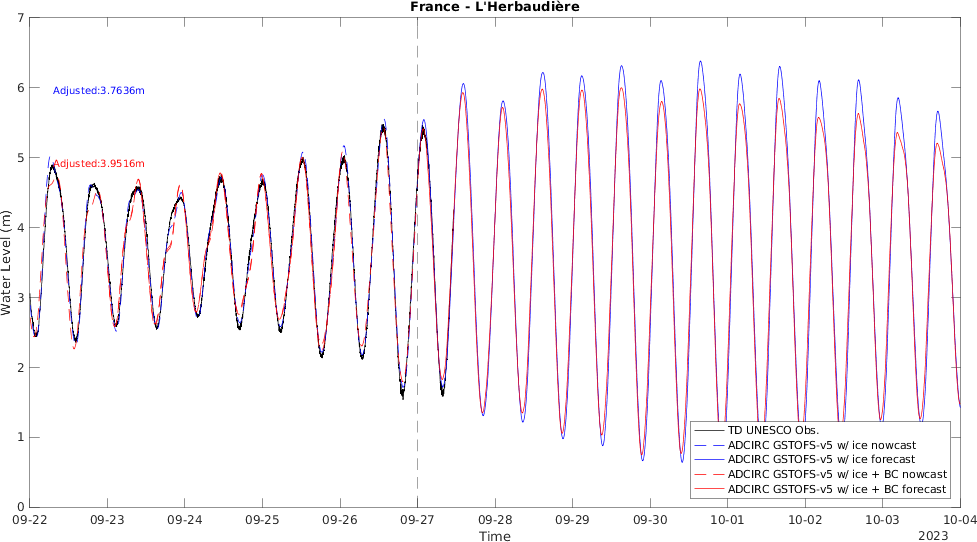 France - L'Herbaudière
7
6
5
4
3
2
1
0
Water Level (m)
Adjusted:3.7636m
Adjusted:3.9516m
TD UNESCO Obs.
ADCIRC GSTOFS-v5 w/ ice nowcast
ADCIRC GSTOFS-v5 w/ ice forecast
ADCIRC GSTOFS-v5 w/ ice + BC nowcast
ADCIRC GSTOFS-v5 w/ ice + BC forecast
09-22 09-23 09-24 09-25 09-26 09-27 09-28 09-29 09-30 10-01 10-02 10-03 10-04
Time
2023